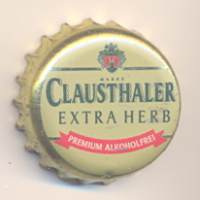 MARKE
CLAUSTHALER
EXTRA HERB
PREMIUM ALKOHOLFREI